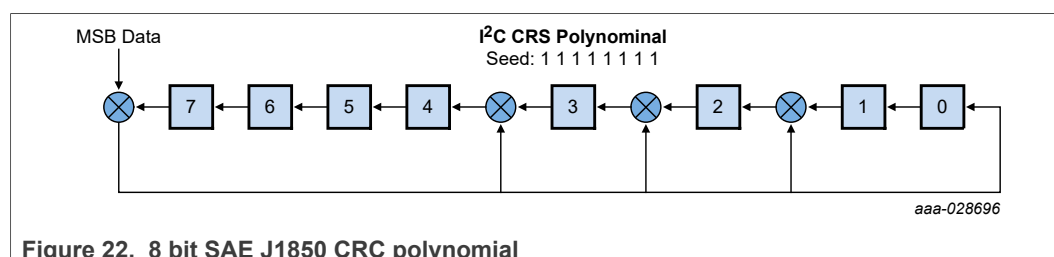 MSB Data
I²C CRS Polynominal
Seed: 1 1 1 1 1 1 1 1
7 6 5 4 3 2 1 0
aaa-028696
Figure 22. 8 bit SAE J1850 CRC polynomial